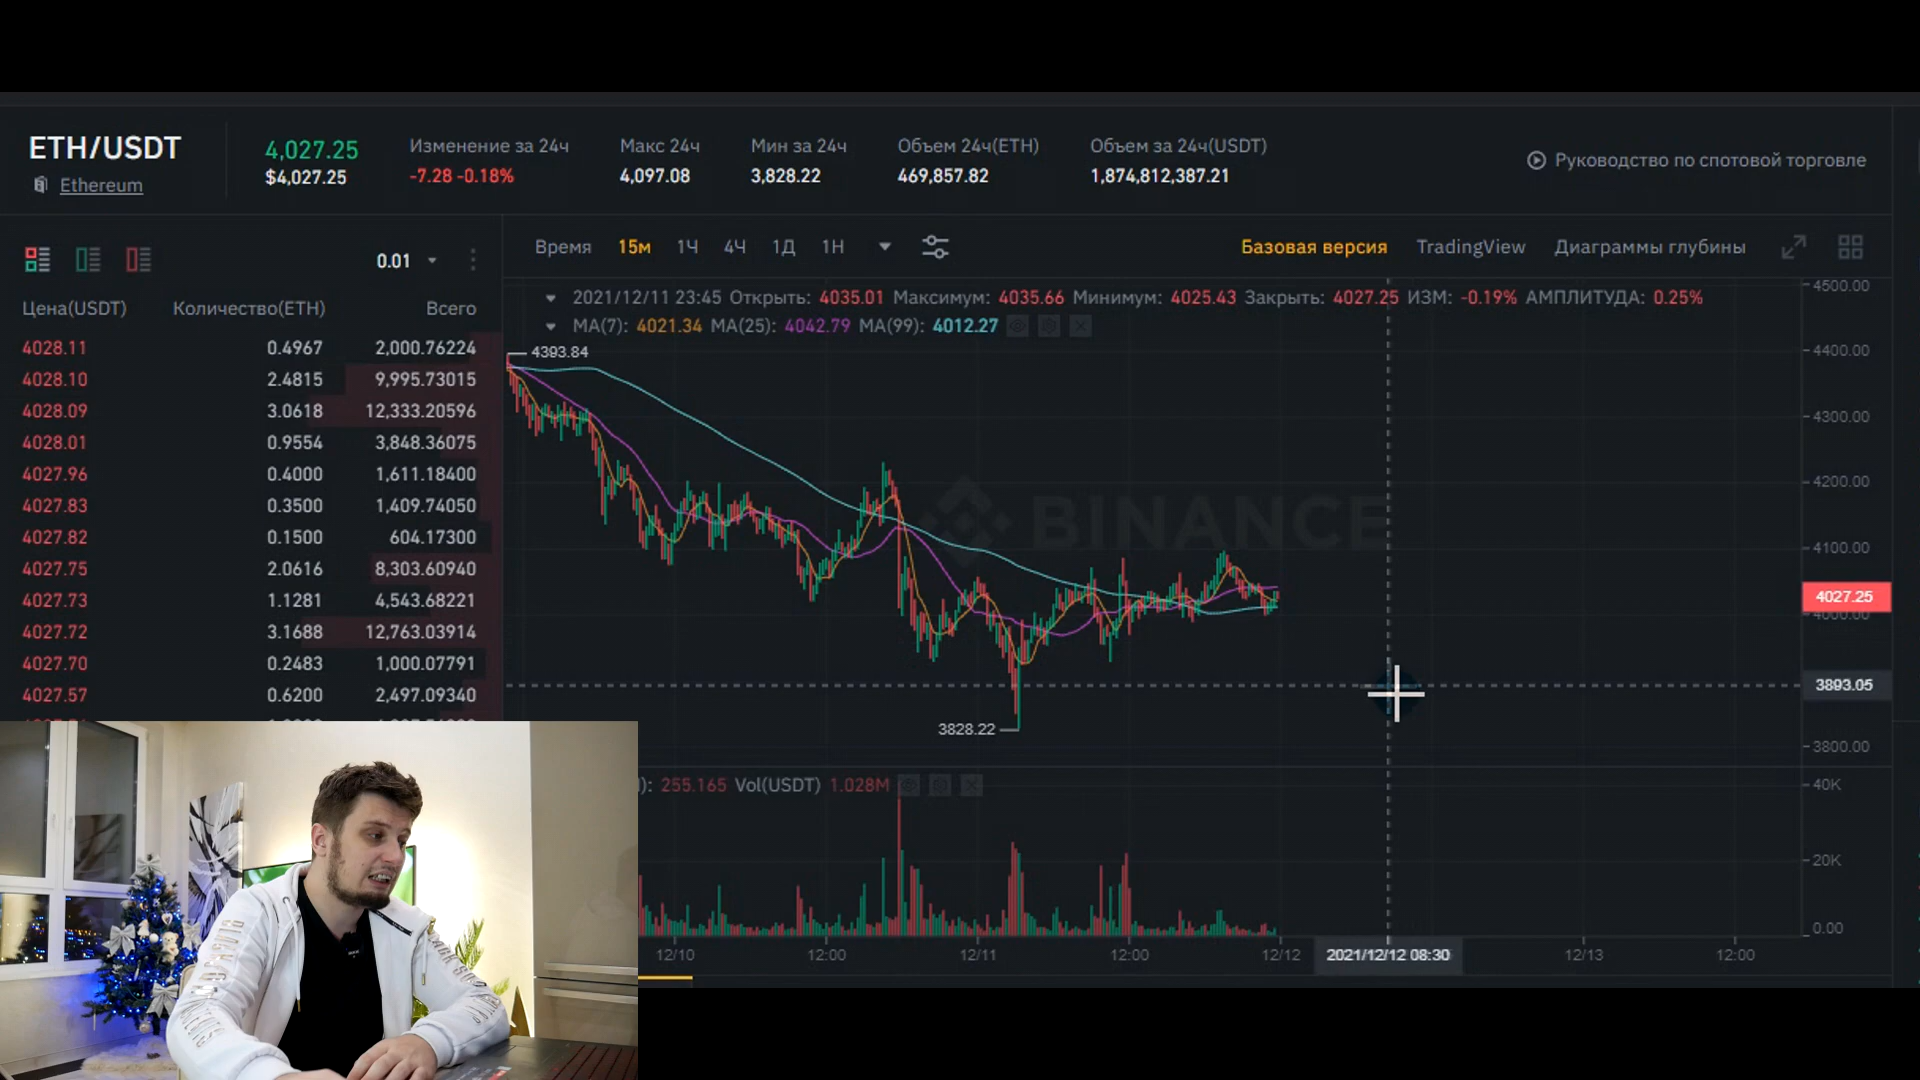 ETH/USDT
Ethereum
4,027.25
$4,027.25
Изменение за 24ч
-7.28 -0.18%
Макс 24ч
4,097.08
Мин за 24ч
3,828.22
Объем 24ч(ETH)
469,857.82
Объем за 24ч(USDT)
1,874,812,387.21
Руководство по спотовой торговле
0.01
Цена(USDT) Количество(ETH) Всего
4028.11 0.4967 2,000.76224
4028.10 2.4815 9,995.73015
4028.09 3.0618 12,333.20596
4028.01 0.9554 3,848.36075
4027.96 0.4000 1,611.18400
4027.83 0.3500 1,409.74050
4027.82 0.1500 604.17300
4027.75 2.0616 8,303.60940
4027.73 1.1281 4,543.68221
4027.72 3.1688 12,763.03914
4027.70 0.2483 1,000.07791
4027.57 0.6200 2,497.09340
Время 15м 1Ч 4Ч 1Д 1Н
Базовая версия TradingView Диаграммы глубины
2021/12/11 23:45 Открыть: 4035.01 Максимум: 4035.66 Минимум: 4025.43 Закрыть: 4027.25 ИЗМ: -0.19% АМПЛИТУДА: 0.25%
MA(7): 4021.34 MA(25): 4042.79 MA(99): 4012.27
4393.84
BINANCE
3828.22
4500.00
4400.00
4300.00
4200.00
4100.00
4027.25
4000.00
3893.05
3800.00
): 255.165 Vol(USDT) 1.028M
40K
20K
0.00
12/10 12:00 12/11 12:00 12/12 2021/12/12 08:30 12/13 12:00